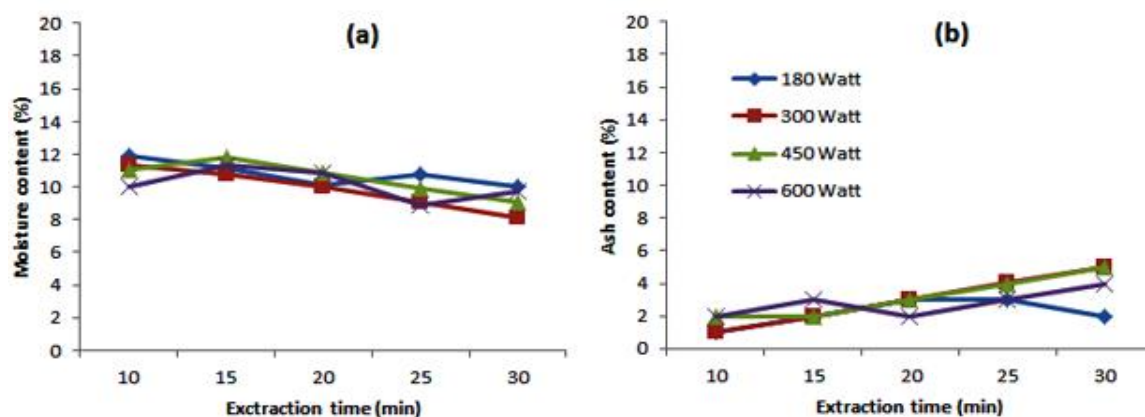 (a)
Moisture content (%)
20
18
16
14
12
10
8
6
4
2
0
10 15 20 25 30
Exctraction time (min)
(b)
Ash content (%)
20
18
16
14
12
10
8
6
4
2
0
180 Watt
300 Watt
450 Watt
600 Watt
10 15 20 25 30
Extraction time (min)